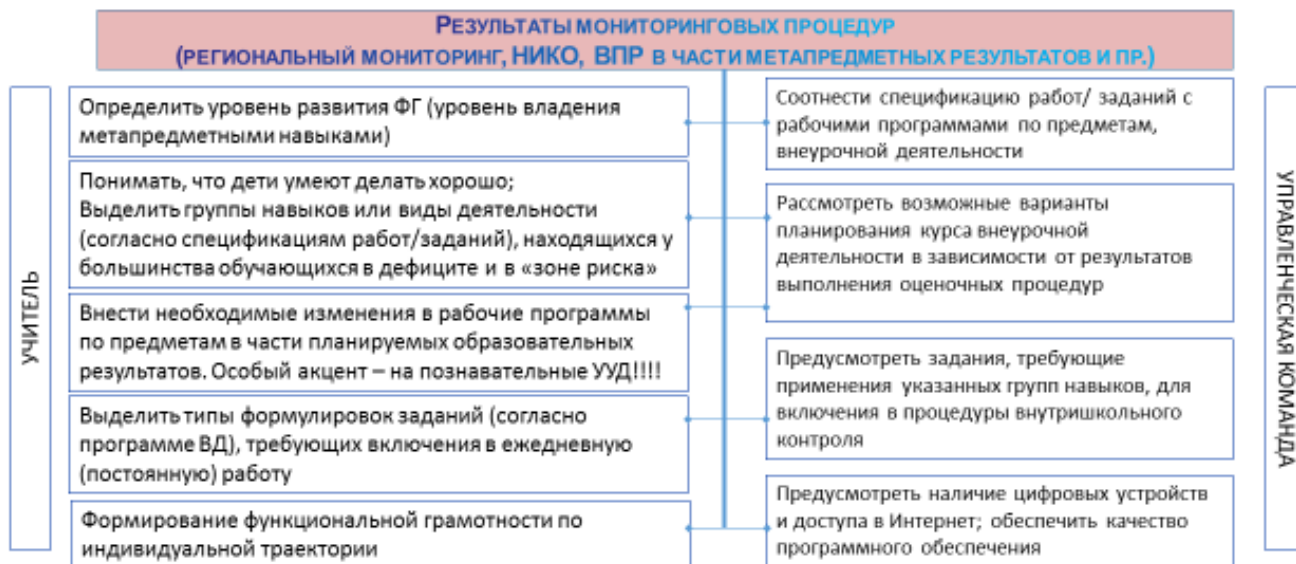 РЕЗУЛЬТАТЫ МОНИТОРИНГОВЫХ ПРОЦЕДУР
(РЕГИОНАЛЬНЫЙ МОНИТОРИНГ, НИКО, ВПР В ЧАСТИ МЕТАПРЕДМЕТНЫХ РЕЗУЛЬТАТОВ И ПР.)
УЧИТЕЛЬ
Определить уровень развития ФГ (уровень владения
метапредметными навыками)
Понимать, что дети умеют делать хорошо;
Выделить группы навыков или виды деятельности
(согласно спецификациям работ/заданий), находящихся у
большинства обучающихся в дефиците и в «зоне риска»
Внести необходимые изменения в рабочие программы
по предметам в части планируемых образовательных
результатов. Особый акцент – на познавательные УУД!!!!
Выделить типы формулировок заданий (согласно
программе ВД), требующих включения в ежедневную
(постоянную) работу
Формирование функциональной грамотности по
индивидуальной траектории
Соотнести спецификацию работ/ заданий с
рабочими программами по предметам,
внеурочной деятельности
Рассмотреть возможные варианты
планирования курса внеурочной
деятельности в зависимости от результатов
выполнения оценочных процедур
Предусмотреть задания, требующие
применения указанных групп навыков, для
включения в процедуры внутришкольного
контроля
Предусмотреть наличие цифровых устройств
и доступа в Интернет; обеспечить качество
программного обеспечения
УПРАВЛЕНЧЕСКАЯ КОМАНДА